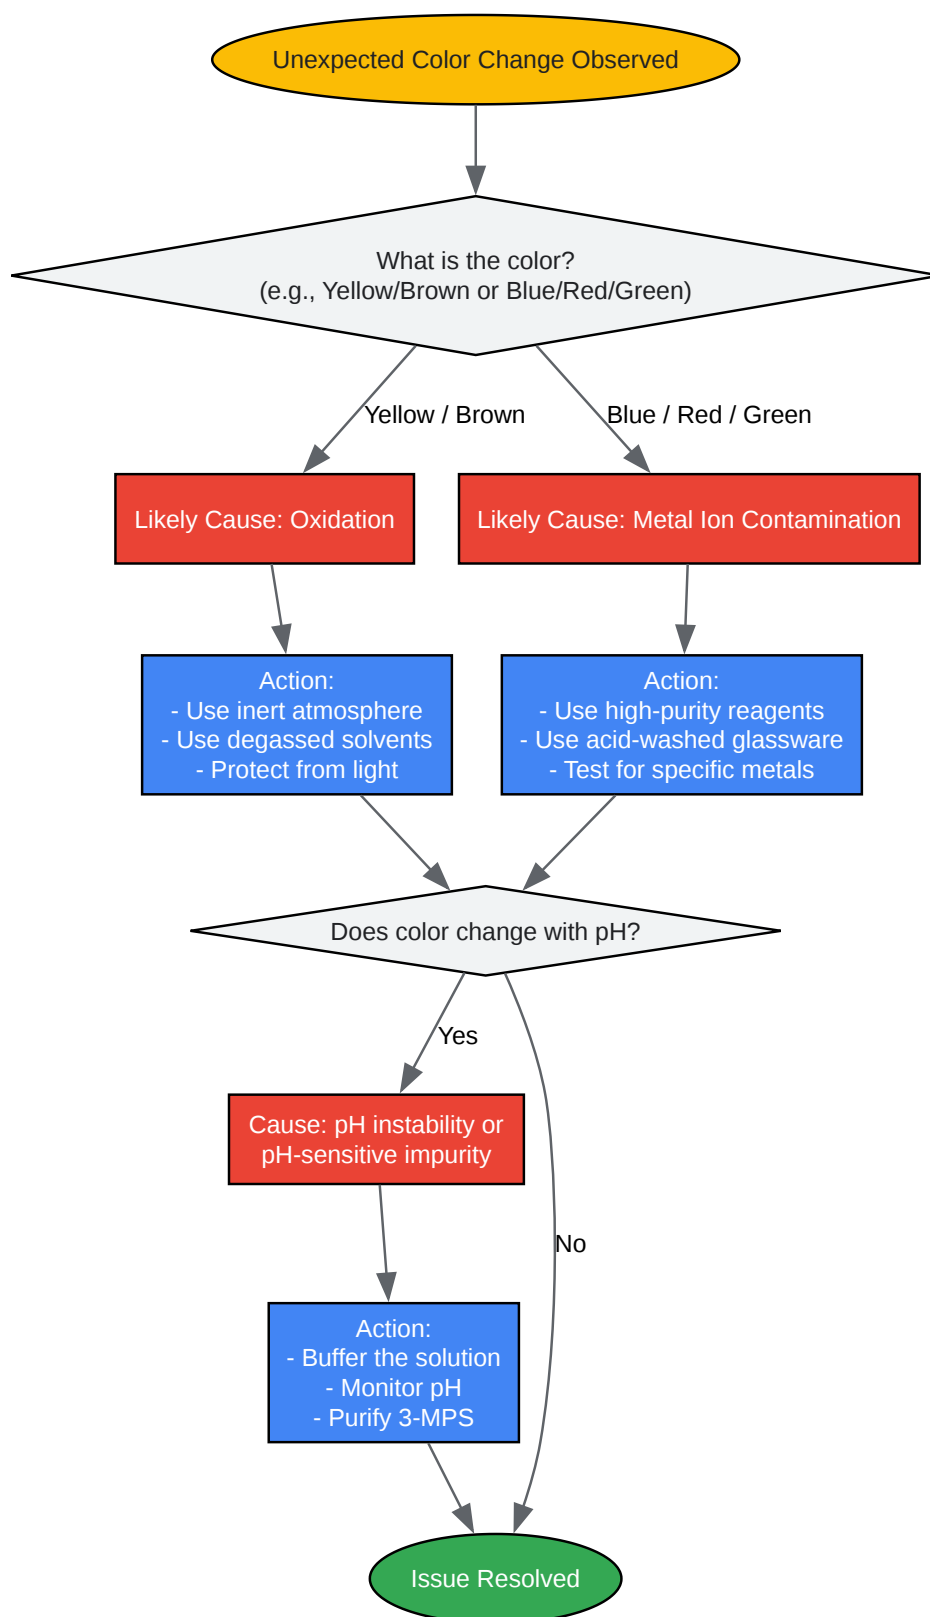 Unexpected Color Change Observed
What is the color?
(e.g., Yellow/Brown or Blue/Red/Green)
Yellow / Brown
Blue / Red / Green
Likely Cause: Oxidation
Likely Cause: Metal Ion Contamination
Action:
- Use inert atmosphere
- Use degassed solvents
- Protect from light
Action:
- Use high-purity reagents
- Use acid-washed glassware
- Test for specific metals
Does color change with pH?
Yes
Cause: pH instability or
pH-sensitive impurity
No
Action:
- Buffer the solution
- Monitor pH
- Purify 3-MPS
Issue Resolved